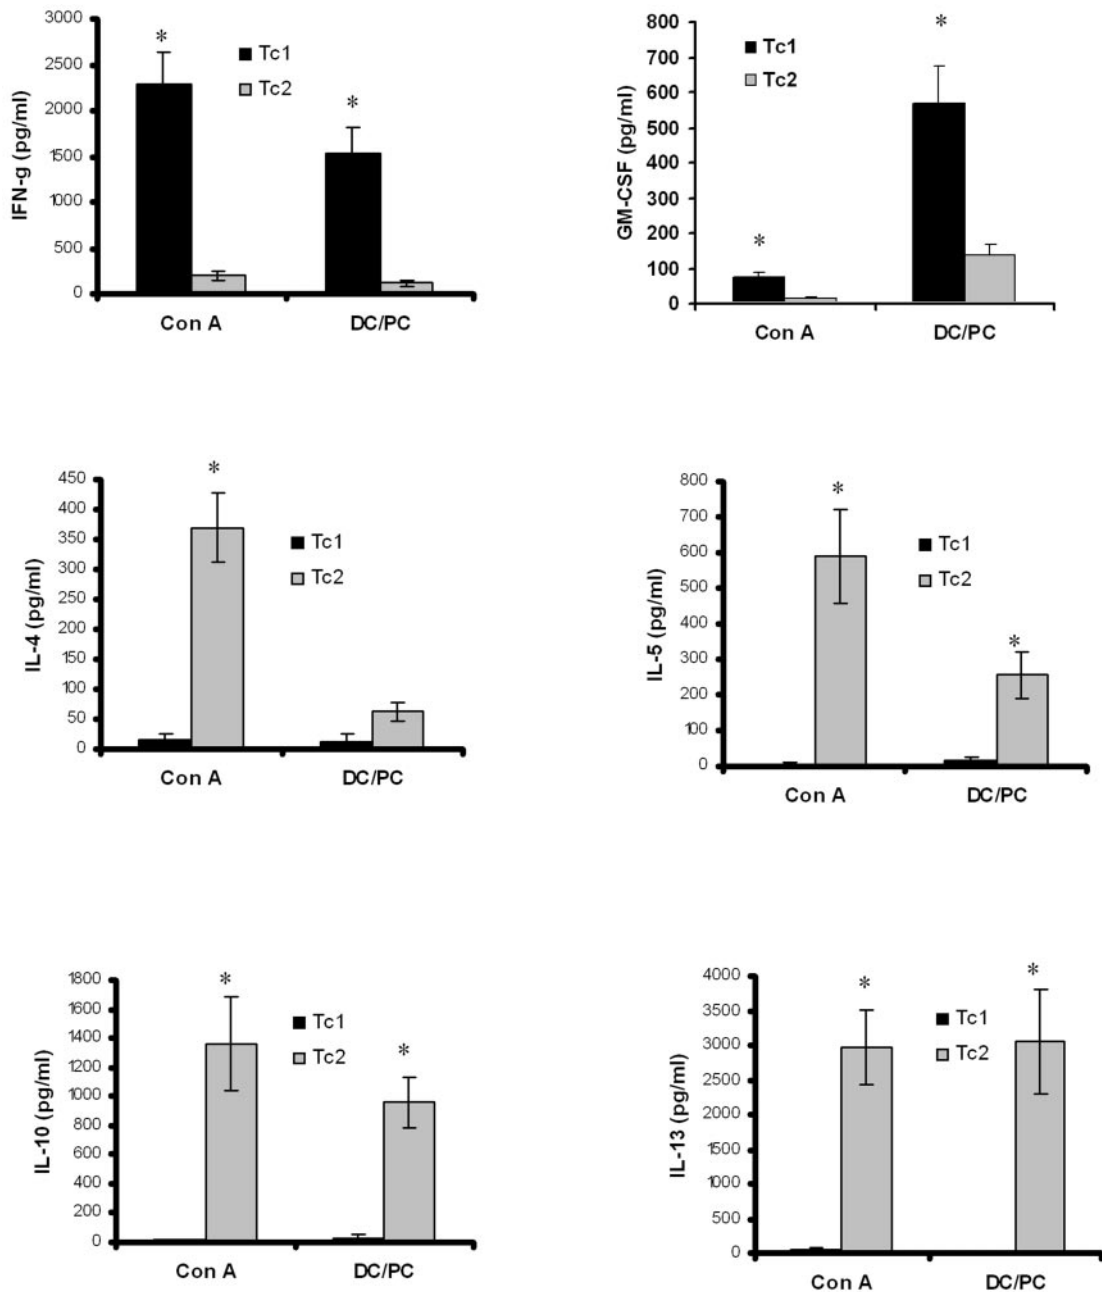 IFN-g (pg/ml)
3000
2500
2000
1500
1000
500
0
*
*
Tc1
Tc2
Con A
DC/PC
GM-CSF (pg/ml)
800
700
600
500
400
300
200
100
0
*
*
Tc1
Tc2
Con A
DC/PC
IL-4 (pg/ml)
450
400
350
300
250
200
150
100
50
0
*
Tc1
Tc2
Con A
DC/PC
IL-5 (pg/ml)
800
700
600
500
400
300
200
100
0
*
*
Tc1
Tc2
Con A
DC/PC
IL-10 (pg/ml)
1800
1600
1400
1200
1000
800
600
400
200
0
*
*
Tc1
Tc2
Con A
DC/PC
IL-13 (pg/ml)
4000
3500
3000
2500
2000
1500
1000
500
0
*
*
Tc1
Tc2
Con A
DC/PC